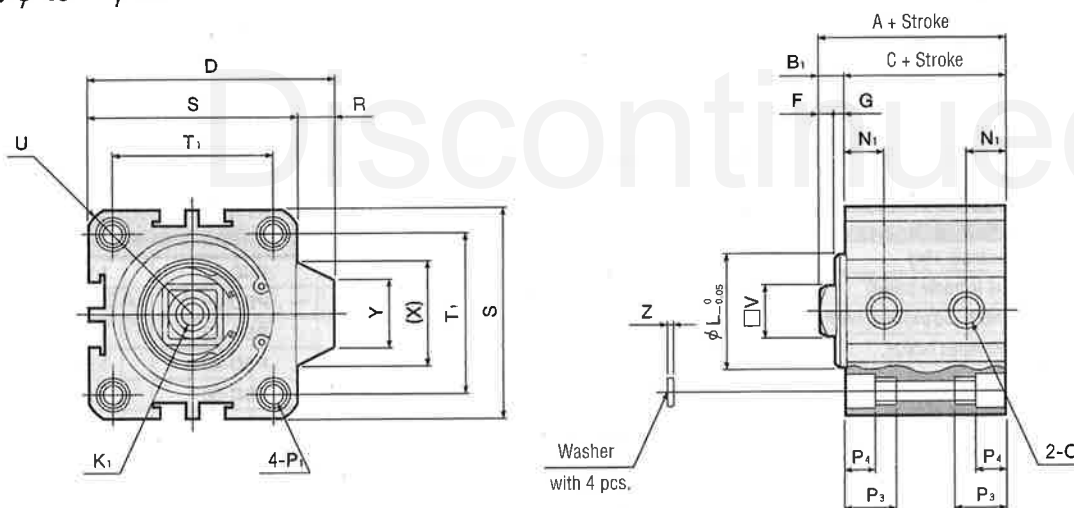 Discontinued
D
S
R
U
T₁
Y
(X)
T₁
S
K₁
4-P₁
A + Stroke
B₁
C + Stroke
F
G
N₁
N₁
Z
φL 0 -0.05
□V
Washer
with 4 pcs.
P₄
P₄
P₃
P₃
2-O